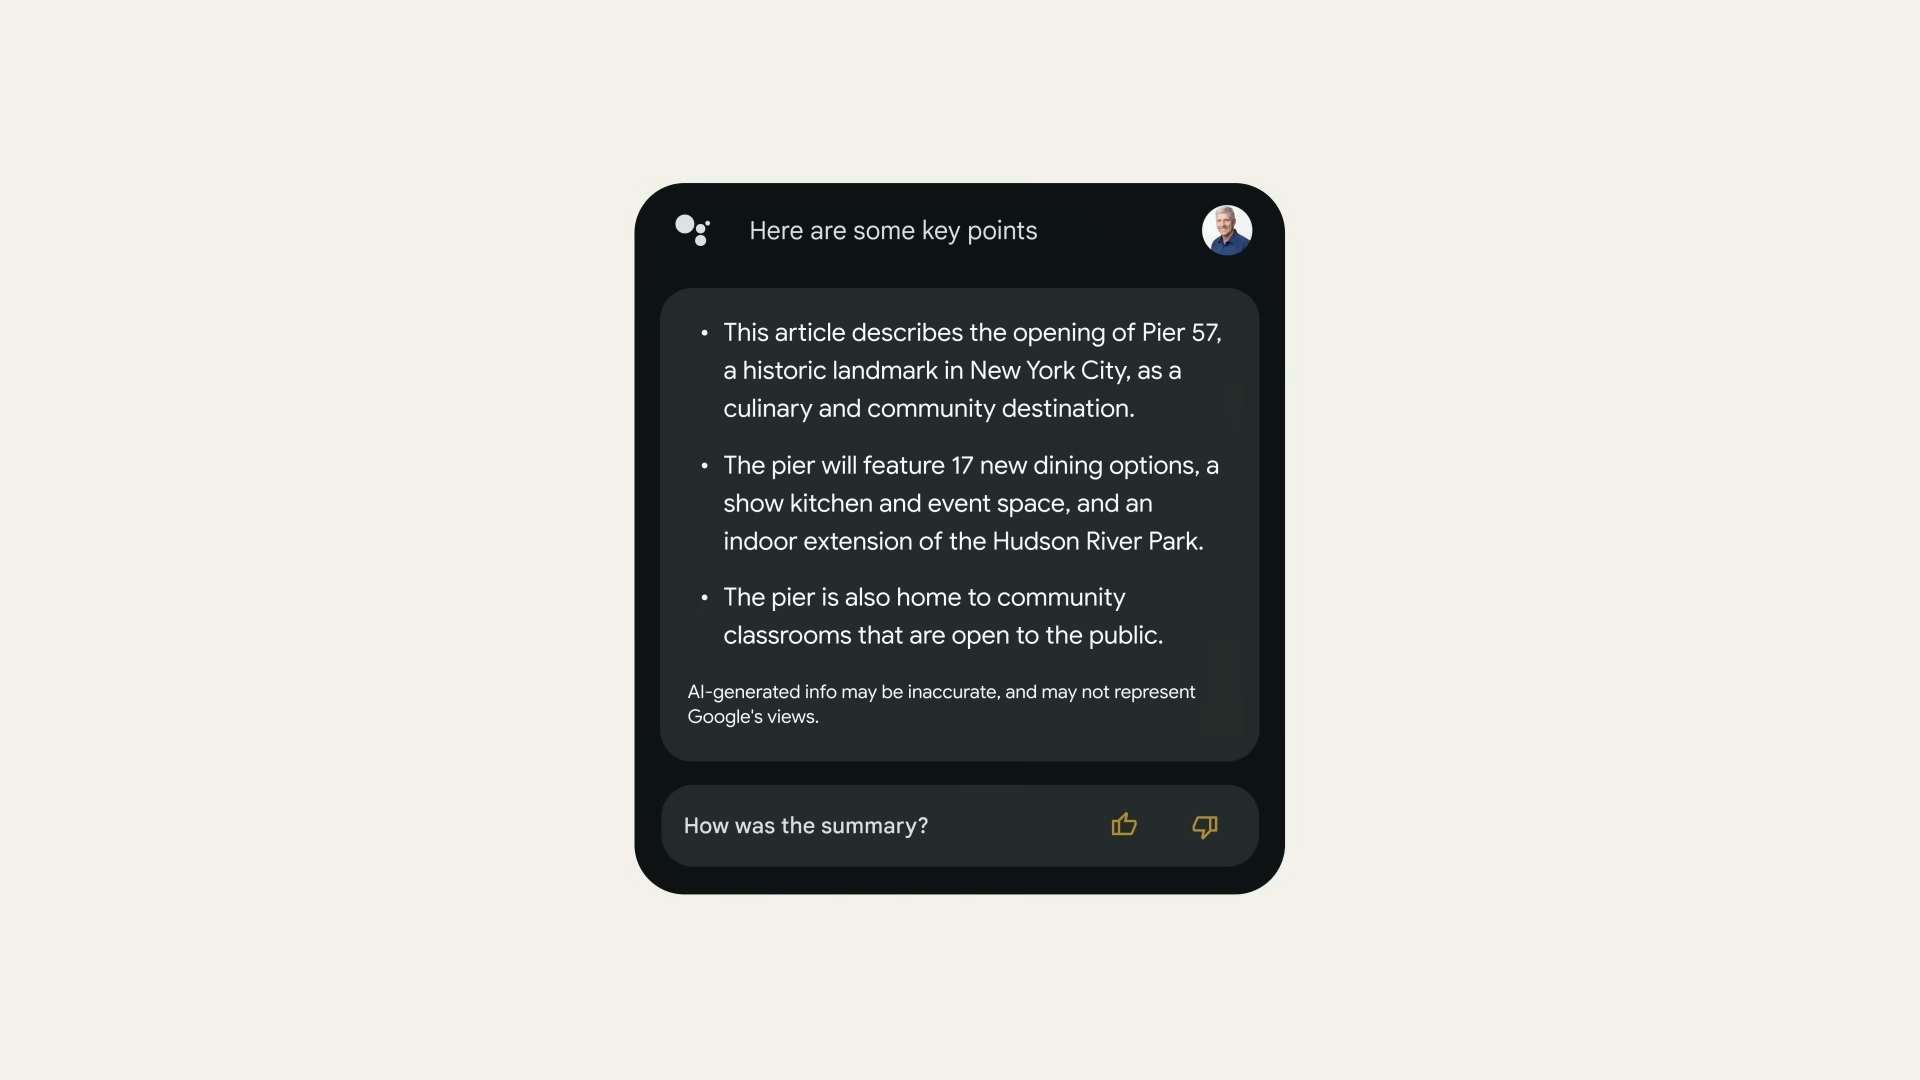 Here are some key points
• This article describes the opening of Pier 57,
a historic landmark in New York City, as a
culinary and community destination.
• The pier will feature 17 new dining options, a
show kitchen and event space, and an
indoor extension of the Hudson River Park.
• The pier is also home to community
classrooms that are open to the public.
AI-generated info may be inaccurate, and may not represent
Google's views.
How was the summary?